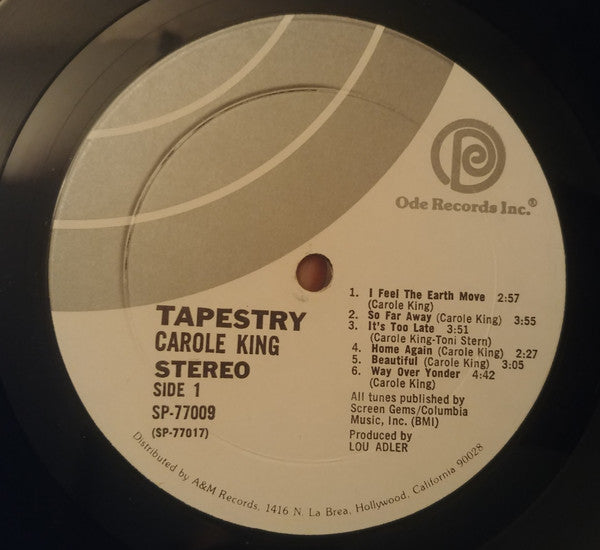 Ode Records Inc.®
TAPESTRY
CAROLE KING
STEREO
SIDE 1
SP-77009
(SP-77017)
1. I Feel The Earth Move 2:57
(Carole King)
2. So Far Away (Carole King) 3:55
3. It's Too Late 3:51
(Carole King-Toni Stern)
4. Home Again (Carole King) 2:27
5. Beautiful (Carole King) 3:05
6. Way Over Yonder 4:42
(Carole King)
All tunes published by
Screen Gems/Columbia
Music, Inc. (BMI)
Produced by
LOU ADLER
Distributed by A&M Records, 1416 N. La Brea, Hollywood, California 90028